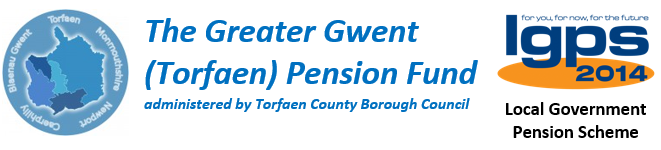 Torfaen
Monmouthshire
Newport
Caerphilly
Blaenau Gwent
The Greater Gwent
(Torfaen) Pension Fund
administered by Torfaen County Borough Council
for you, for now, for the future
lgps
2014
Local Government
Pension Scheme